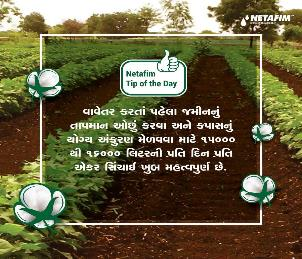 NETAFIM
Netafim
Tip of the Day
વાવેતર કરતાં પહેલા જમીનનું
તાપમાન ઓછું કરવા અને કપાસનું
યોગ્ય અંકુરણ મેળવવા માટે ૧૫૦૦૦
થી ૧૬૦૦૦ લિટરની પ્રતિ દિન પ્રતિ
એકર સિંચાઈ ખુબ મહત્વપુર્ણ છે.